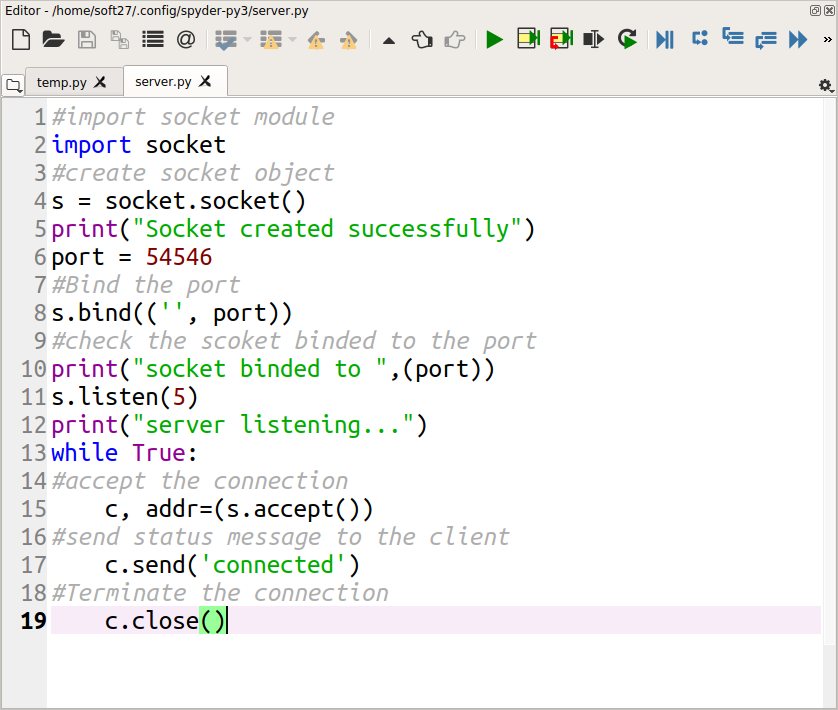 Editor - /home/soft27/.config/spyder-py3/server.py
temp.py
server.py
1 #import socket module
2 import socket
3 #create socket object
4 s = socket.socket()
5 print("Socket created successfully")
6 port = 54546
7 #Bind the port
8 s.bind(('', port))
9 #check the scoket binded to the port
10 print("socket binded to ",(port))
11 s.listen(5)
12 print("server listening...")
13 while True:
14 #accept the connection
15     c, addr=(s.accept())
16 #send status message to the client
17     c.send('connected')
18 #Terminate the connection
19     c.close()